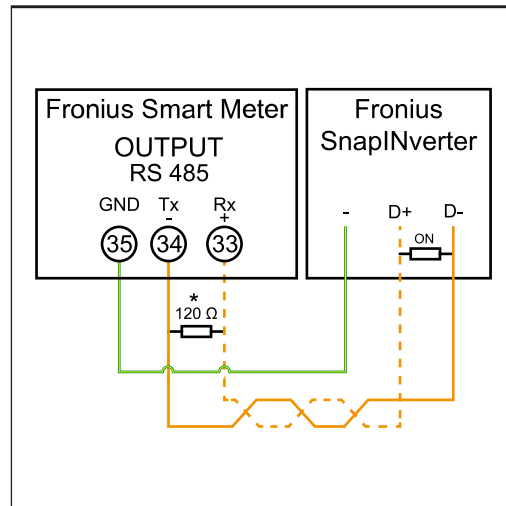 Fronius Smart Meter
OUTPUT
RS 485
GND Tx Rx
- +
35 34 33
*
120 Ω
Fronius
SnapINverter
- D+ D-
ON